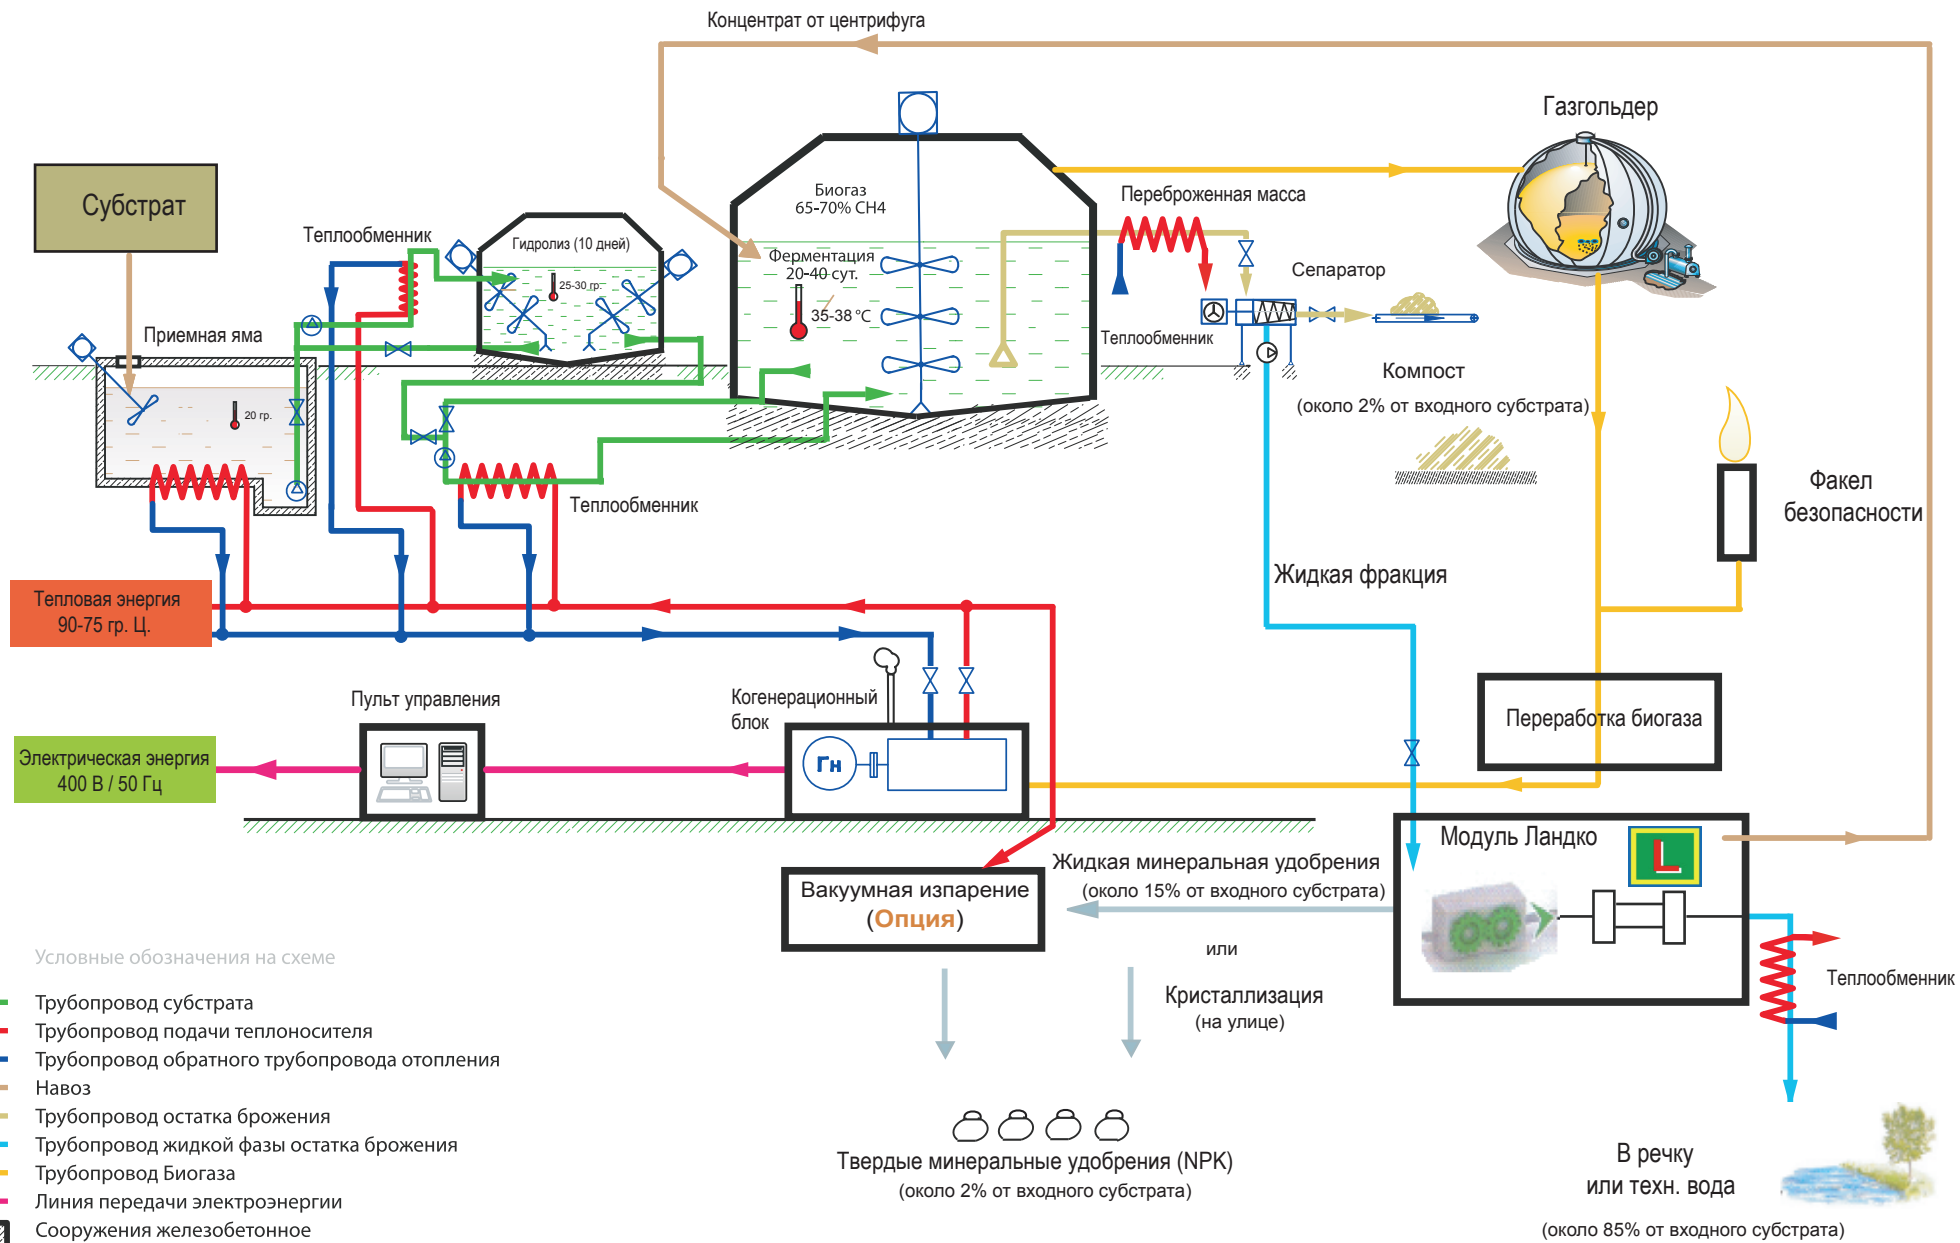 Концентрат от центрифуга
Газгольдер
Субстрат
Теплообменник
Гидролиз (10 дней)
25-30 гр.
Биогаз
65-70% CH4
Ферментация
20-40 сут.
35-38 °C
Переброженная масса
Сепаратор
Теплообменник
Приемная яма
20 гр.
Компост
(около 2% от входного субстрата)
Факел
безопасности
Теплообменник
Жидкая фракция
Тепловая энергия
90-75 гр. Ц.
Пульт управления
Когенерационный
блок
Гн
Переработка биогаза
Электрическая энергия
400 В / 50 Гц
Модуль Ландко
L
Жидкая минеральная удобрения
(около 15% от входного субстрата)
Вакуумная изпарение
(Опция)
или
Кристаллизация
(на улице)
Теплообменник
Твердые минеральные удобрения (NPK)
(около 2% от входного субстрата)
В речку
или техн. вода
(около 85% от входного субстрата)
Условные обозначения на схеме
Трубопровод субстрата
Трубопровод подачи теплоносителя
Трубопровод обратного трубопровода отопления
Навоз
Трубопровод остатка брожения
Трубопровод жидкой фазы остатка брожения
Трубопровод Биогаза
Линия передачи электроэнергии
Сооружения железобетонное